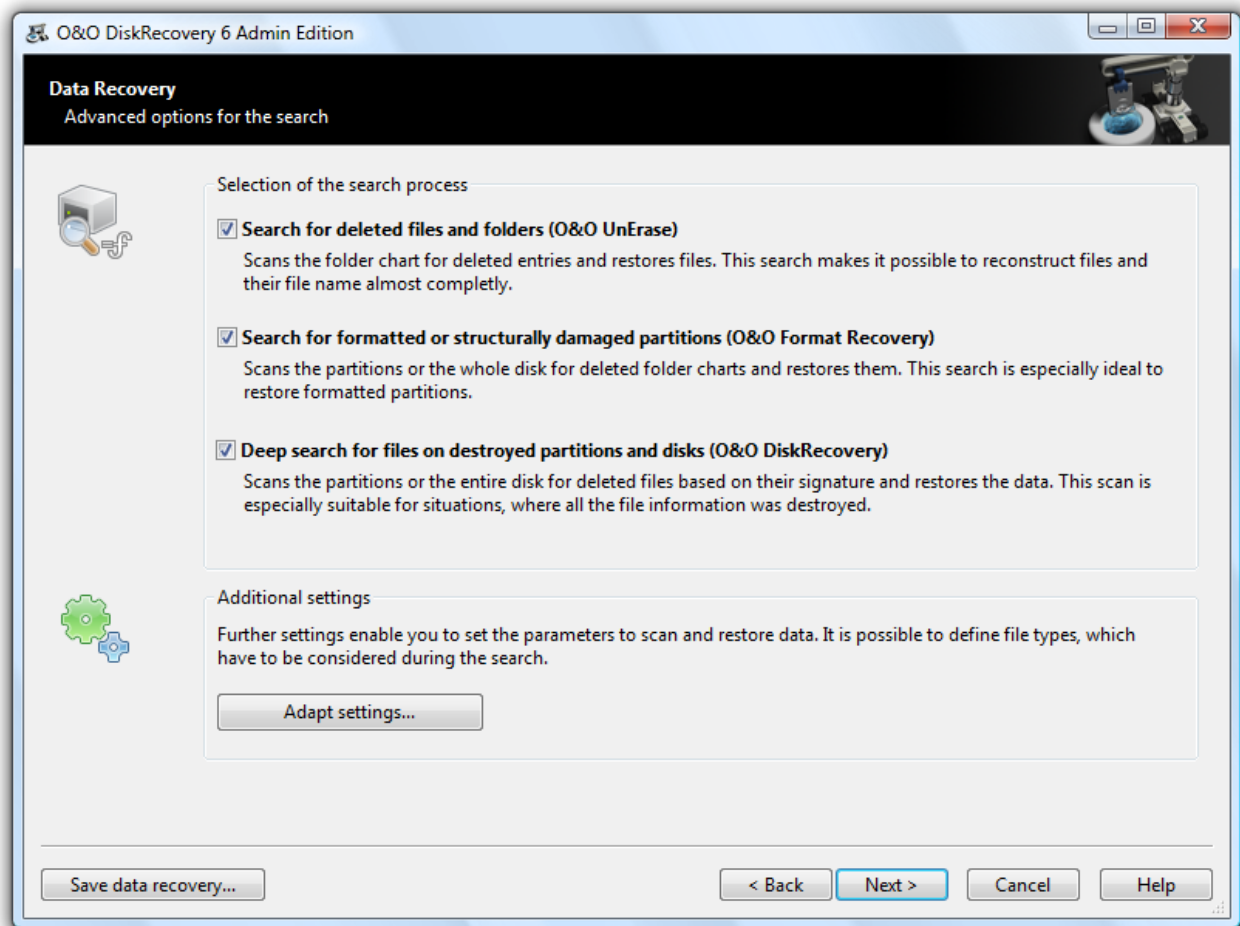 O&O DiskRecovery 6 Admin Edition
Data Recovery
Advanced options for the search
Selection of the search process
Search for deleted files and folders (O&O UnErase)
Scans the folder chart for deleted entries and restores files. This search makes it possible to reconstruct files and
their file name almost completly.
Search for formatted or structurally damaged partitions (O&O Format Recovery)
Scans the partitions or the whole disk for deleted folder charts and restores them. This search is especially ideal to
restore formatted partitions.
Deep search for files on destroyed partitions and disks (O&O DiskRecovery)
Scans the partitions or the entire disk for deleted files based on their signature and restores the data. This scan is
especially suitable for situations, where all the file information was destroyed.
Additional settings
Further settings enable you to set the parameters to scan and restore data. It is possible to define file types, which
have to be considered during the search.
Adapt settings...
Save data recovery... < Back Next > Cancel Help